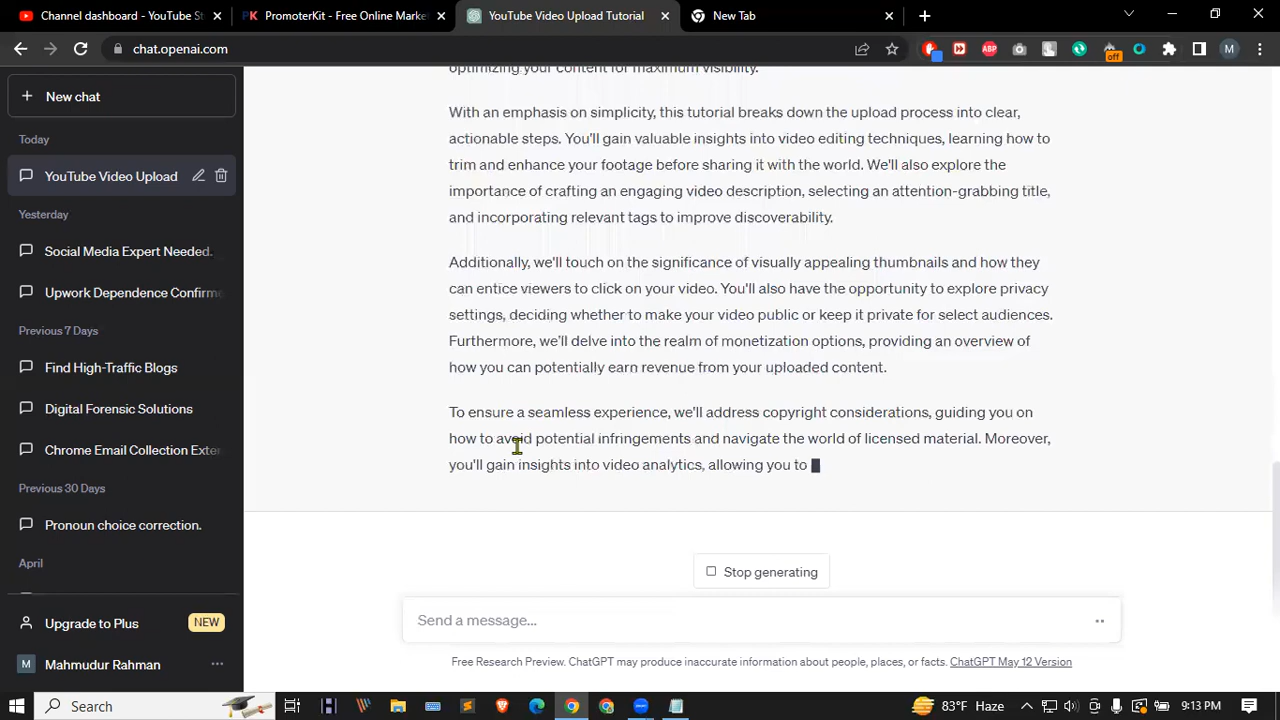 Channel dashboard - YouTube St
PromoterKit - Free Online Marke
YouTube Video Upload Tutorial
New Tab
chat.openai.com
ABP
off
M
New chat
Today
YouTube Video Upload
Yesterday
Social Media Expert Needed.
Upwork Dependence Confirme
Previous 7 Days
Find High-Traffic Blogs
Digital Forensic Solutions
Chrome Email Collection Exten
Previous 30 Days
Pronoun choice correction.
April
Upgrade to Plus
NEW
M
Mahmudur Rahman
optimizing your content for maximum visibility.
With an emphasis on simplicity, this tutorial breaks down the upload process into clear,
actionable steps. You'll gain valuable insights into video editing techniques, learning how to
trim and enhance your footage before sharing it with the world. We'll also explore the
importance of crafting an engaging video description, selecting an attention-grabbing title,
and incorporating relevant tags to improve discoverability.
Additionally, we'll touch on the significance of visually appealing thumbnails and how they
can entice viewers to click on your video. You'll also have the opportunity to explore privacy
settings, deciding whether to make your video public or keep it private for select audiences.
Furthermore, we'll delve into the realm of monetization options, providing an overview of
how you can potentially earn revenue from your uploaded content.
To ensure a seamless experience, we'll address copyright considerations, guiding you on
how to avoid potential infringements and navigate the world of licensed material. Moreover,
you'll gain insights into video analytics, allowing you to
Stop generating
Send a message...
Free Research Preview. ChatGPT may produce inaccurate information about people, places, or facts. ChatGPT May 12 Version
Search
83°F Haze
9:13 PM